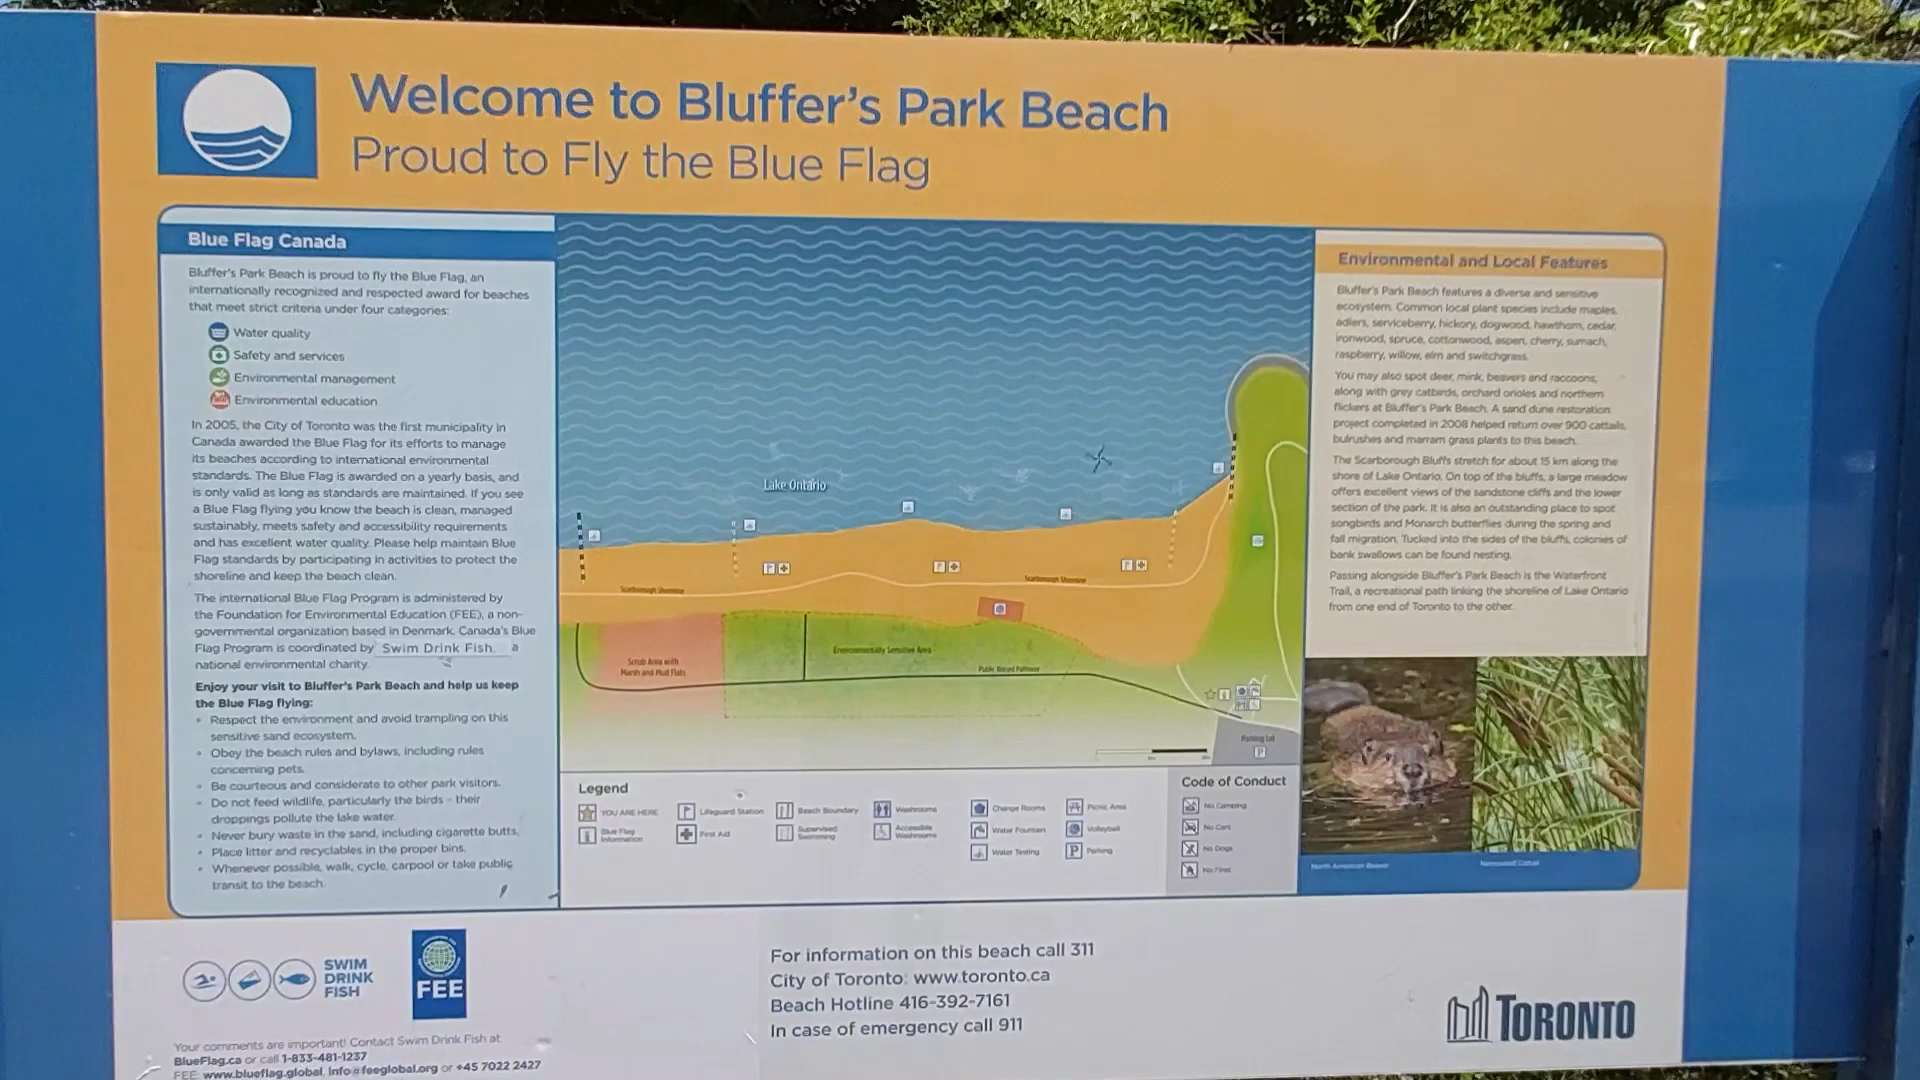 Welcome to Bluffer's Park Beach
Proud to Fly the Blue Flag
Blue Flag Canada
Bluffer's Park Beach is proud to fly the Blue Flag, an
internationally recognized and respected award for beaches
that meet strict criteria under four categories:
Water quality
Safety and services
Environmental management
Environmental education
In 2005, the City of Toronto was the first municipality in
Canada awarded the Blue Flag for its efforts to manage
its beaches according to international environmental
standards. The Blue Flag is awarded on a yearly basis, and
is only valid as long as standards are maintained. If you see
a Blue Flag flying you know the beach is clean, managed
sustainably, meets safety and accessibility requirements
and has excellent water quality. Please help maintain Blue
Flag standards by participating in activities to protect the
shoreline and keep the beach clean.
The international Blue Flag Program is administered by
the Foundation for Environmental Education (FEE), a non-
governmental organization based in Denmark. Canada's Blue
Flag Program is coordinated by Swim Drink Fish a
national environmental charity.
Enjoy your visit to Bluffer's Park Beach and help us keep
the Blue Flag flying:
• Respect the environment and avoid trampling on this
sensitive sand ecosystem.
• Obey the beach rules and bylaws, including rules
concerning pets.
• Be courteous and considerate to other park visitors.
• Do not feed wildlife, particularly the birds – their
droppings pollute the lake water.
• Never bury waste in the sand, including cigarette butts.
• Place litter and recyclables in the proper bins.
• Whenever possible, walk, cycle, carpool or take public
transit to the beach.
Lake Ontario
Scarborough Shoreline
Scarborough Shoreline
Scrub Area with
Marsh and Mud Flats
Environmentally Sensitive Area
Public Beach Pathway
Parking Lot
P
Legend
YOU ARE HERE
Blue Flag
Information
Lifeguard Station
First Aid
Beach Boundary
Supervised
Swimming
Washrooms
Accessible
Washrooms
Change Rooms
Water Fountain
Water Testing
Picnic Area
Volleyball
P Parking
Code of Conduct
No Camping
No Cars
No Dogs
No Fires
Environmental and Local Features
Bluffer's Park Beach features a diverse and sensitive
ecosystem. Common local plant species include maples,
adlers, serviceberry, hickory, dogwood, hawthorn, cedar,
ironwood, spruce, cottonwood, aspen, cherry, sumach,
raspberry, willow, elm and switchgrass.
You may also spot deer, mink, beavers and raccoons,
along with grey catbirds, orchard orioles and northern
flickers at Bluffer's Park Beach. A sand dune restoration
project completed in 2008 helped return over 900 cattails,
bulrushes and marram grass plants to this beach.
The Scarborough Bluffs stretch for about 15 km along the
shore of Lake Ontario. On top of the bluffs, a large meadow
offers excellent views of the sandstone cliffs and the lower
section of the park. It is also an outstanding place to spot
songbirds and Monarch butterflies during the spring and
fall migration. Tucked into the sides of the bluffs, colonies of
bank swallows can be found nesting.
Passing alongside Bluffer's Park Beach is the Waterfront
Trail, a recreational path linking the shoreline of Lake Ontario
from one end of Toronto to the other.
North American Beaver
Narrowleaf Cattail
SWIM
DRINK
FISH
FEE
Your comments are important! Contact Swim Drink Fish at
BlueFlag.ca or call 1-833-481-1237
FEE: www.blueflag.global, info@feeglobal.org or +45 7022 2427
For information on this beach call 311
City of Toronto: www.toronto.ca
Beach Hotline 416-392-7161
In case of emergency call 911
TORONTO